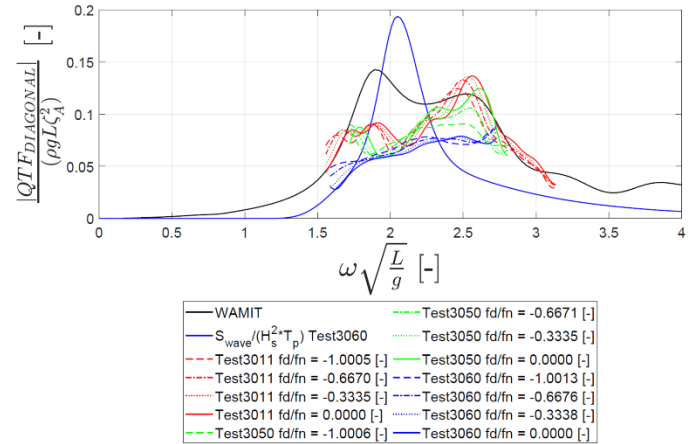 |QTF_DIAGONAL| / (ρgLζ_A^2) [-]
0.2
0.15
0.1
0.05
0
0 0.5 1 1.5 2 2.5 3 3.5 4
ω√(L/g) [-]
WAMIT
S_wave/(H_s^2*T_p) Test3060
Test3011 fd/fn = -1.0005 [-]
Test3011 fd/fn = -0.6670 [-]
Test3011 fd/fn = -0.3335 [-]
Test3011 fd/fn = 0.0000 [-]
Test3050 fd/fn = -1.0006 [-]
Test3050 fd/fn = -0.6671 [-]
Test3050 fd/fn = -0.3335 [-]
Test3050 fd/fn = 0.0000 [-]
Test3060 fd/fn = -1.0013 [-]
Test3060 fd/fn = -0.6676 [-]
Test3060 fd/fn = -0.3338 [-]
Test3060 fd/fn = 0.0000 [-]